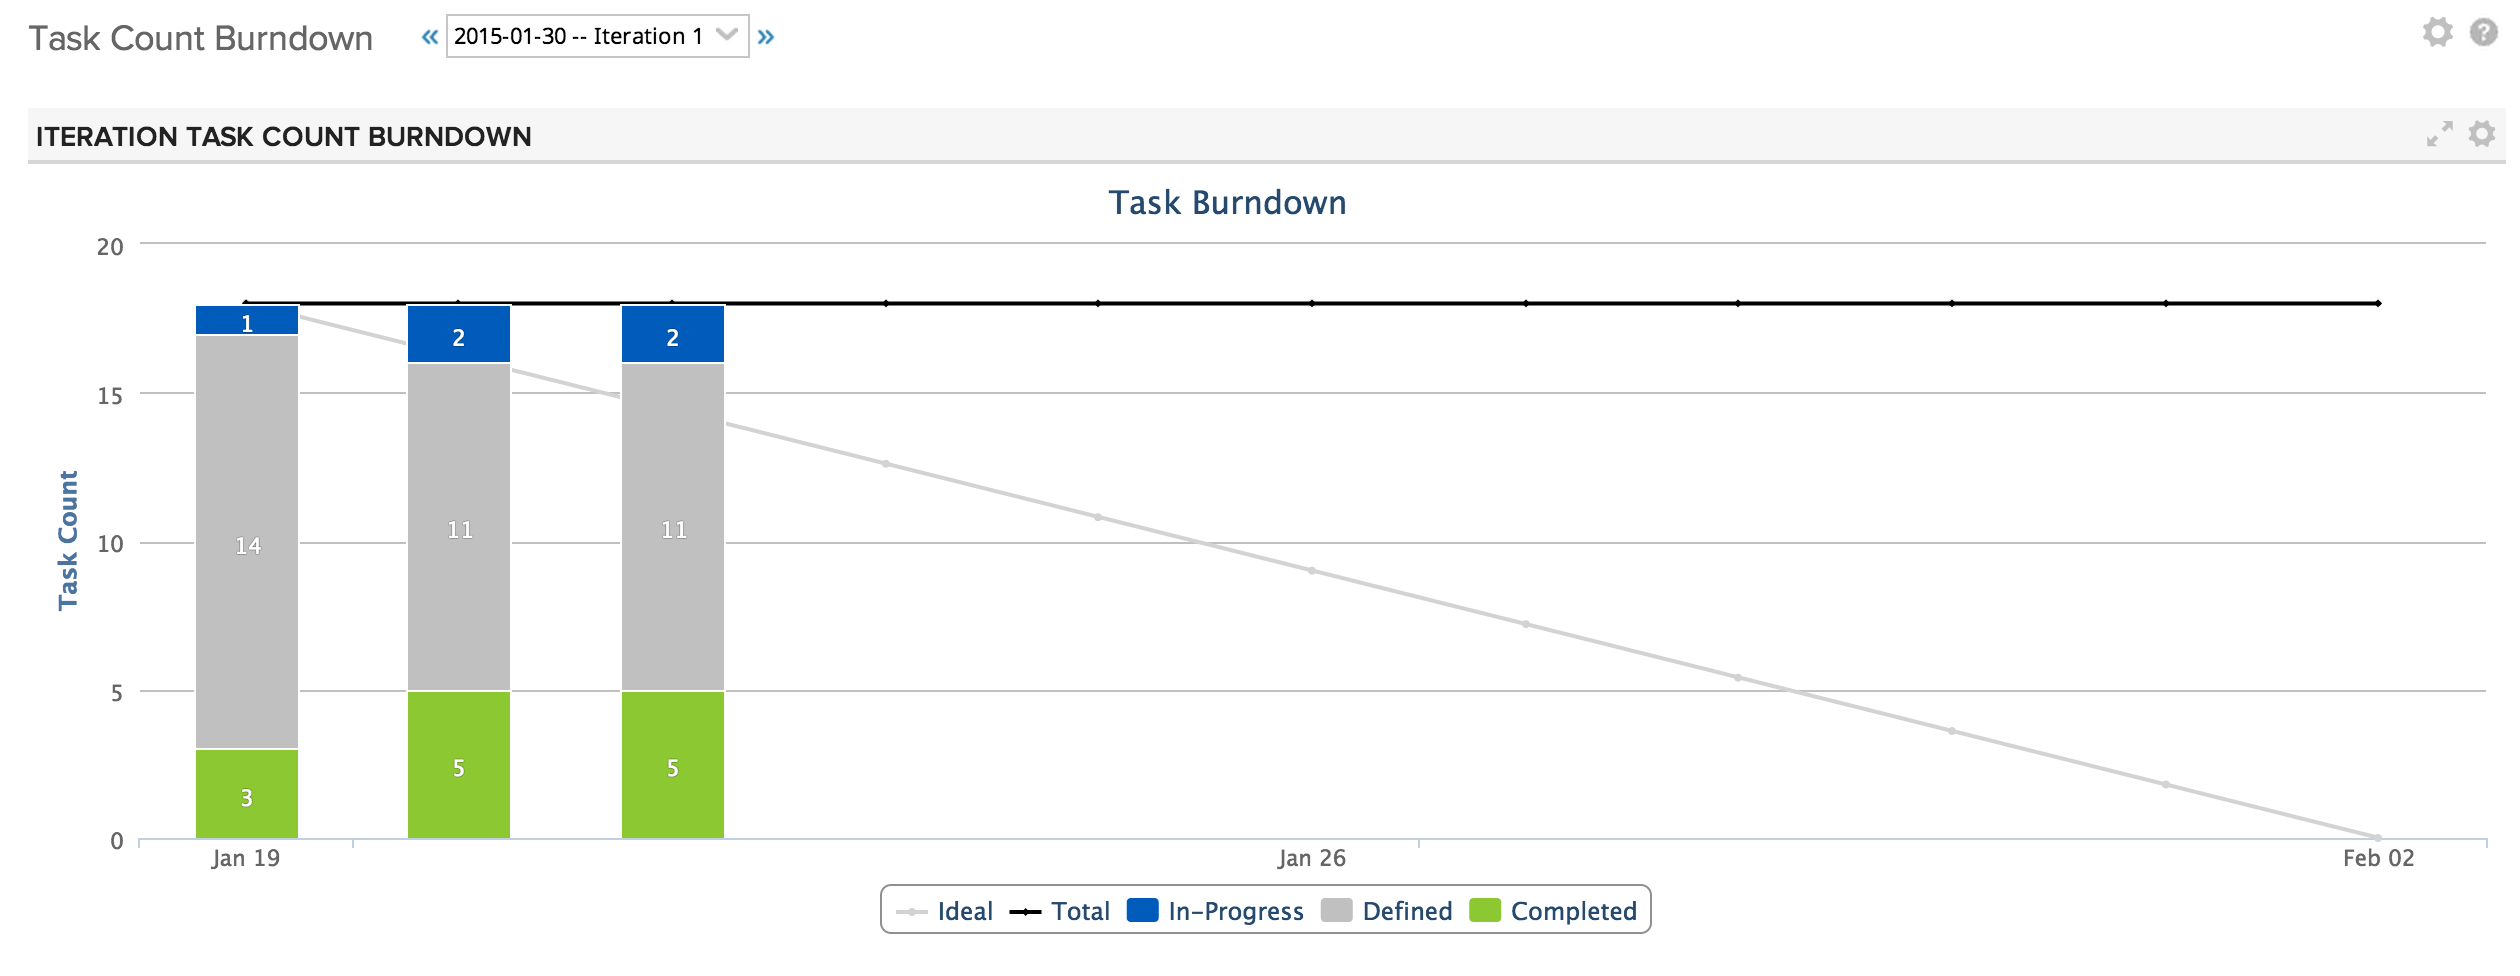 Task Count Burndown « 2015-01-30 -- Iteration 1 »
?
ITERATION TASK COUNT BURNDOWN
Task Burndown
Task Count
20
15
10
5
0
1
14
3
2
11
5
2
11
5
Jan 19
Jan 26
Feb 02
Ideal Total In-Progress Defined Completed